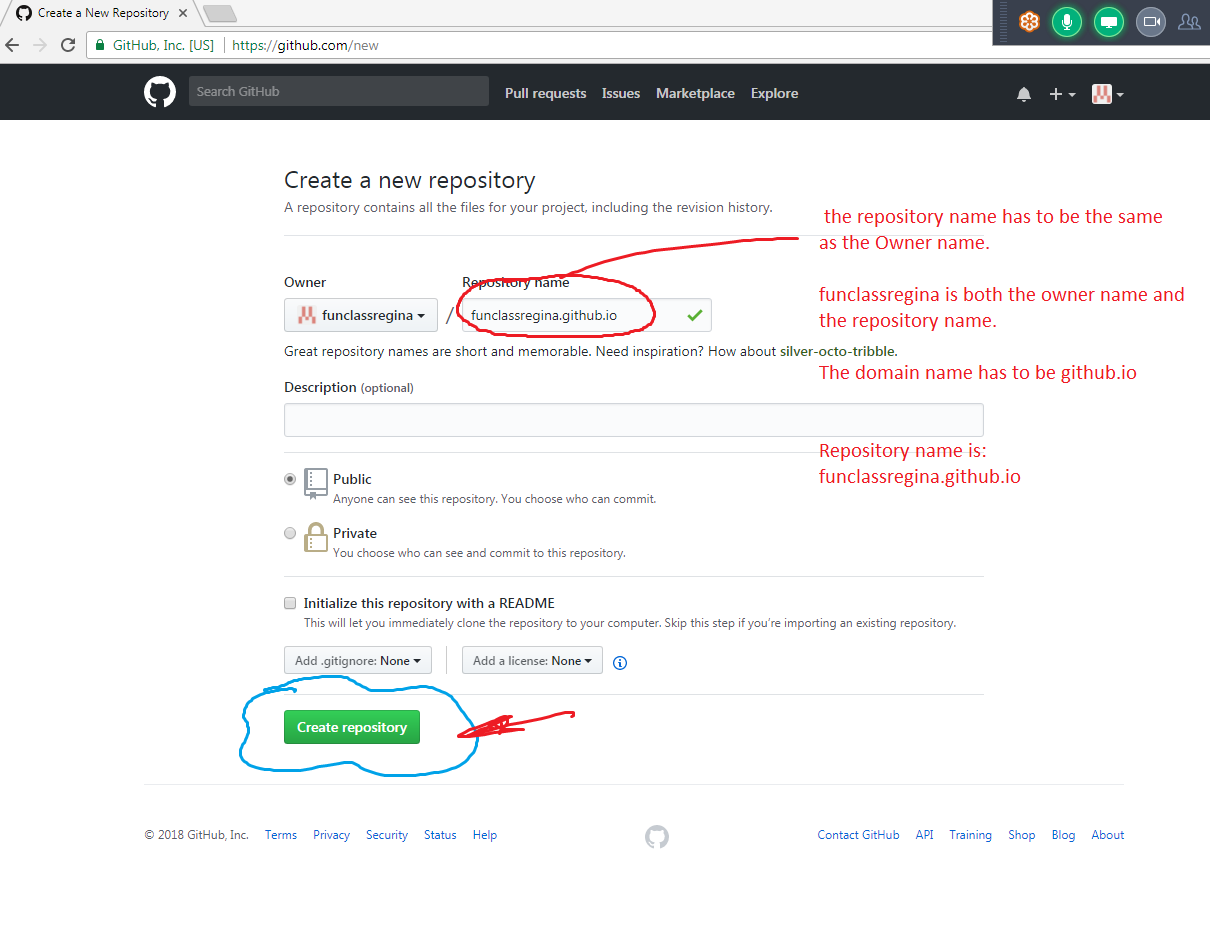 Create a New Repository
GitHub, Inc. [US] https://github.com/new
Search GitHub
Pull requests Issues Marketplace Explore
Create a new repository
A repository contains all the files for your project, including the revision history.
the repository name has to be the same
as the Owner name.
funclassregina is both the owner name and
the repository name.
The domain name has to be github.io
Repository name is:
funclassregina.github.io
Owner
Repository name
funclassregina / funclassregina.github.io
Great repository names are short and memorable. Need inspiration? How about silver-octo-tribble.
Description (optional)
Public
Anyone can see this repository. You choose who can commit.
Private
You choose who can see and commit to this repository.
Initialize this repository with a README
This will let you immediately clone the repository to your computer. Skip this step if you’re importing an existing repository.
Add .gitignore: None Add a license: None
Create repository
© 2018 GitHub, Inc. Terms Privacy Security Status Help
Contact GitHub API Training Shop Blog About